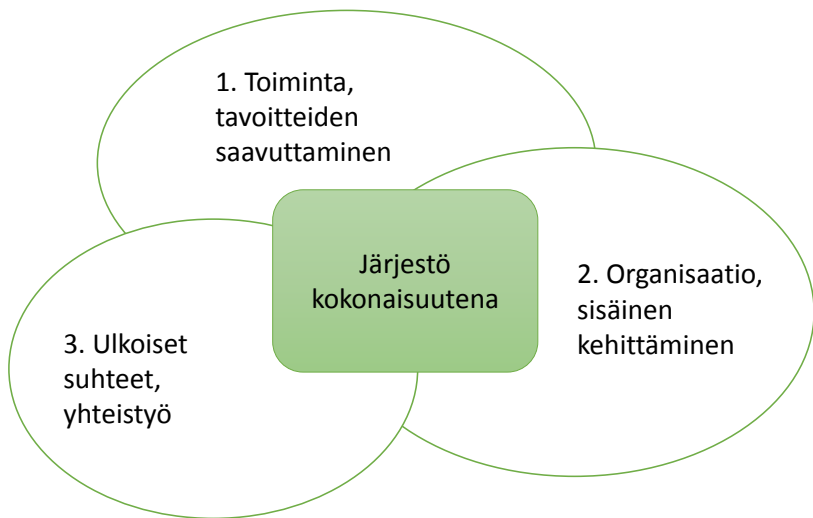 1. Toiminta,
tavoitteiden
saavuttaminen
Järjestö
kokonaisuutena
2. Organisaatio,
sisäinen
kehittäminen
3. Ulkoiset
suhteet,
yhteistyö